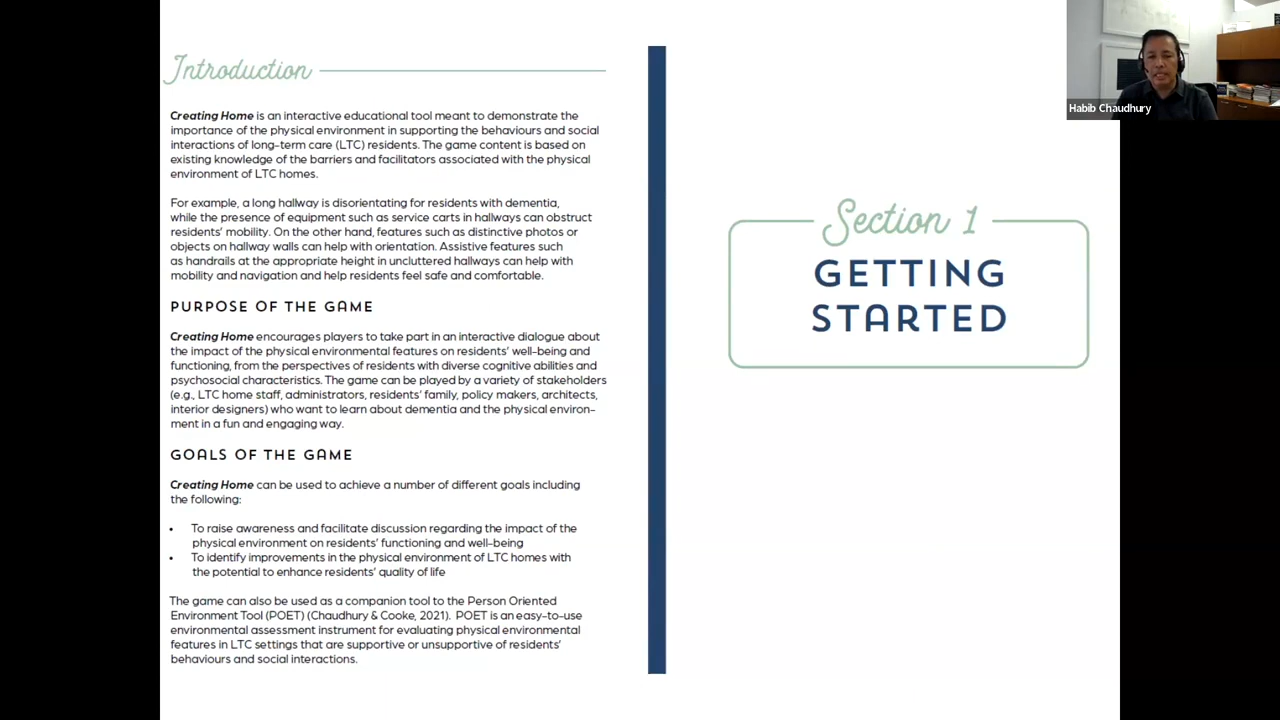 Introduction
Creating Home is an interactive educational tool meant to demonstrate the
importance of the physical environment in supporting the behaviours and social
interactions of long-term care (LTC) residents. The game content is based on
existing knowledge of the barriers and facilitators associated with the physical
environment of LTC homes.
For example, a long hallway is disorientating for residents with dementia,
while the presence of equipment such as service carts in hallways can obstruct
residents' mobility. On the other hand, features such as distinctive photos or
objects on hallway walls can help with orientation. Assistive features such
as handrails at the appropriate height in uncluttered hallways can help with
mobility and navigation and help residents feel safe and comfortable.
PURPOSE OF THE GAME
Creating Home encourages players to take part in an interactive dialogue about
the impact of the physical environmental features on residents' well-being and
functioning, from the perspectives of residents with diverse cognitive abilities and
psychosocial characteristics. The game can be played by a variety of stakeholders
(e.g., LTC home staff, administrators, residents' family, policy makers, architects,
interior designers) who want to learn about dementia and the physical environ-
ment in a fun and engaging way.
GOALS OF THE GAME
Creating Home can be used to achieve a number of different goals including
the following:
• To raise awareness and facilitate discussion regarding the impact of the
physical environment on residents' functioning and well-being
• To identify improvements in the physical environment of LTC homes with
the potential to enhance residents' quality of life
The game can also be used as a companion tool to the Person Oriented
Environment Tool (POET) (Chaudhury & Cooke, 2021). POET is an easy-to-use
environmental assessment instrument for evaluating physical environmental
features in LTC settings that are supportive or unsupportive of residents'
behaviours and social interactions.
Section 1
GETTING
STARTED
Habib Chaudhury